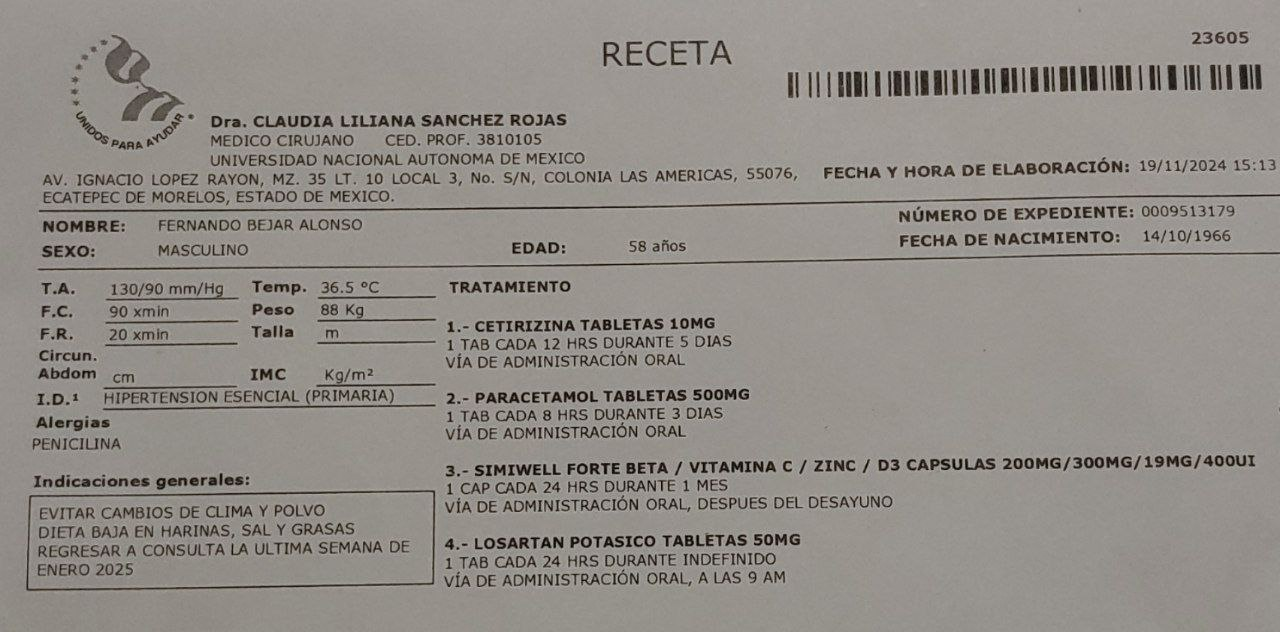 RECETA
23605
UNIDOS PARA AYUDAR
Dra. CLAUDIA LILIANA SANCHEZ ROJAS
MEDICO CIRUJANO CED. PROF. 3810105
UNIVERSIDAD NACIONAL AUTONOMA DE MEXICO
AV. IGNACIO LOPEZ RAYON, MZ. 35 LT. 10 LOCAL 3, No. S/N, COLONIA LAS AMERICAS, 55076,
ECATEPEC DE MORELOS, ESTADO DE MEXICO.
FECHA Y HORA DE ELABORACIÓN: 19/11/2024 15:13
NOMBRE: FERNANDO BEJAR ALONSO
NÚMERO DE EXPEDIENTE: 0009513179
SEXO: MASCULINO EDAD: 58 años
FECHA DE NACIMIENTO: 14/10/1966
T.A. 130/90 mm/Hg Temp. 36.5 °C
F.C. 90 xmin Peso 88 Kg
F.R. 20 xmin Talla m
Circun.
Abdom cm IMC Kg/m²
I.D.¹ HIPERTENSION ESENCIAL (PRIMARIA)
Alergias
PENICILINA
Indicaciones generales:
EVITAR CAMBIOS DE CLIMA Y POLVO
DIETA BAJA EN HARINAS, SAL Y GRASAS
REGRESAR A CONSULTA LA ULTIMA SEMANA DE
ENERO 2025
TRATAMIENTO
1.- CETIRIZINA TABLETAS 10MG
1 TAB CADA 12 HRS DURANTE 5 DIAS
VÍA DE ADMINISTRACIÓN ORAL
2.- PARACETAMOL TABLETAS 500MG
1 TAB CADA 8 HRS DURANTE 3 DIAS
VÍA DE ADMINISTRACIÓN ORAL
3.- SIMIWELL FORTE BETA / VITAMINA C / ZINC / D3 CAPSULAS 200MG/300MG/19MG/400UI
1 CAP CADA 24 HRS DURANTE 1 MES
VÍA DE ADMINISTRACIÓN ORAL, DESPUES DEL DESAYUNO
4.- LOSARTAN POTASICO TABLETAS 50MG
1 TAB CADA 24 HRS DURANTE INDEFINIDO
VÍA DE ADMINISTRACIÓN ORAL, A LAS 9 AM